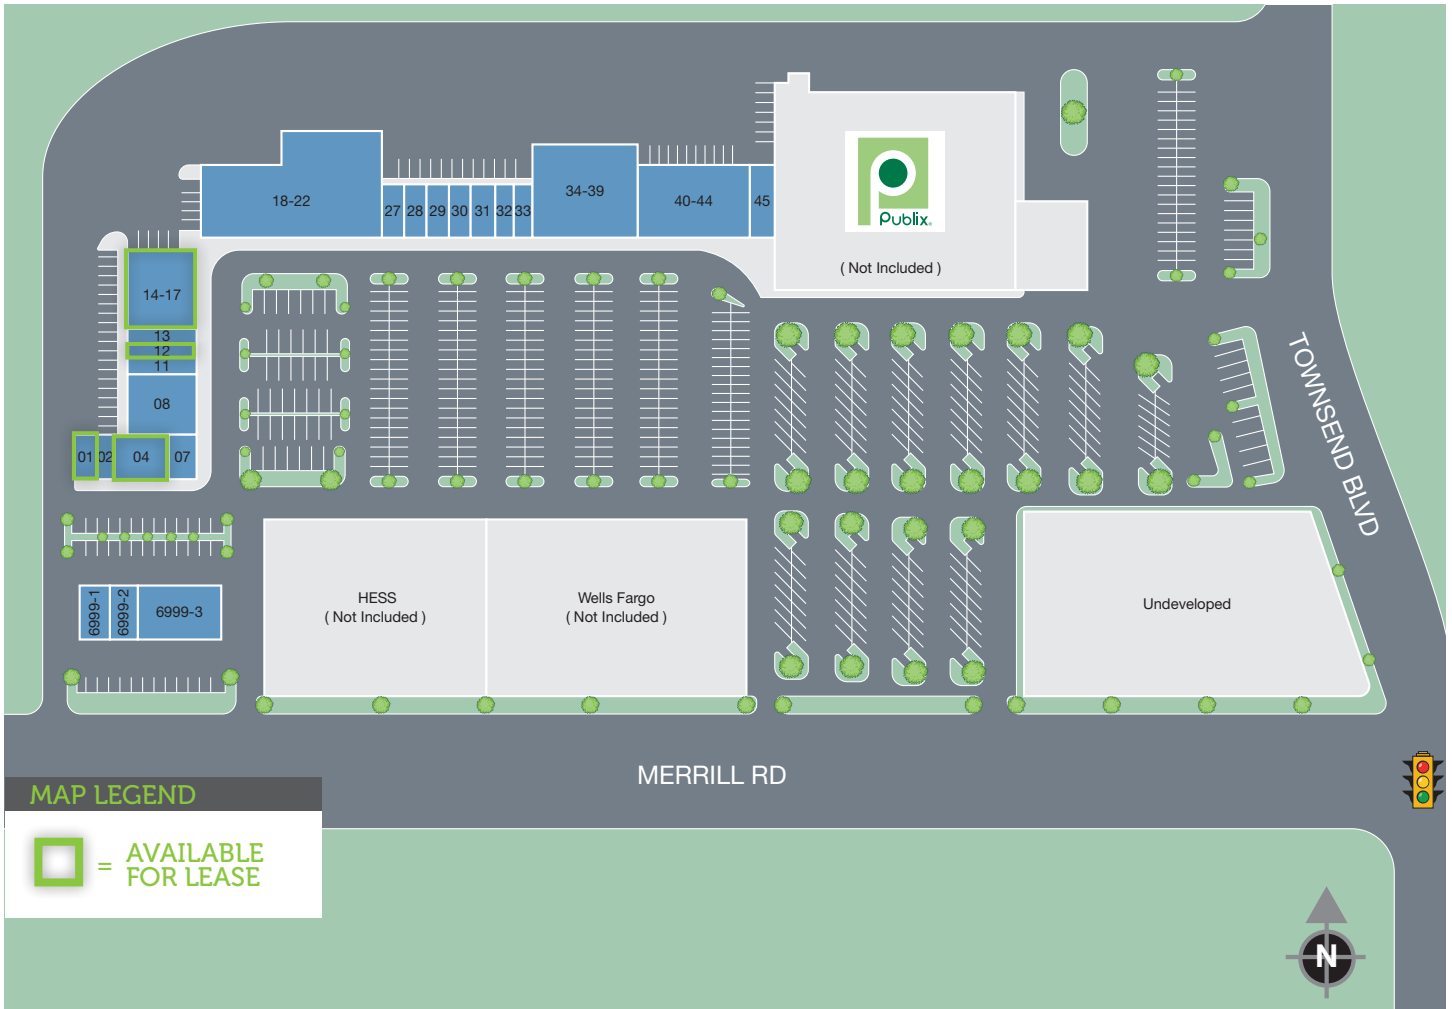 Publix.
( Not Included )
18-22
27
28
29
30
31
32
33
34-39
40-44
45
14-17
13
12
11
08
01
02
04
07
TOWNSEND BLVD
6999-1
6999-2
6999-3
HESS
( Not Included )
Wells Fargo
( Not Included )
Undeveloped
MERRILL RD
MAP LEGEND
= AVAILABLE
FOR LEASE
N